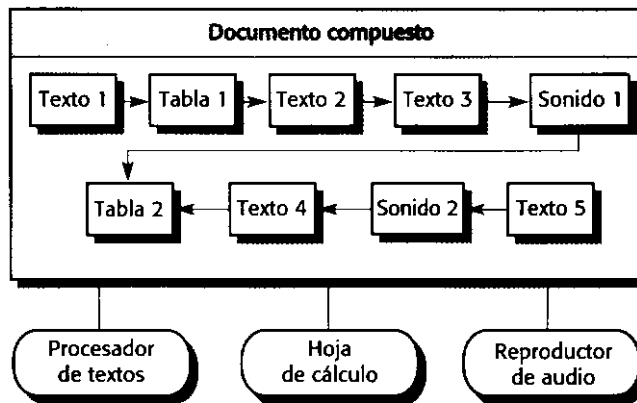 Documento compuesto
Texto 1 Tabla 1 Texto 2 Texto 3 Sonido 1
Tabla 2 Texto 4 Sonido 2 Texto 5
Procesador
de textos
Hoja
de cálculo
Reproductor
de audio